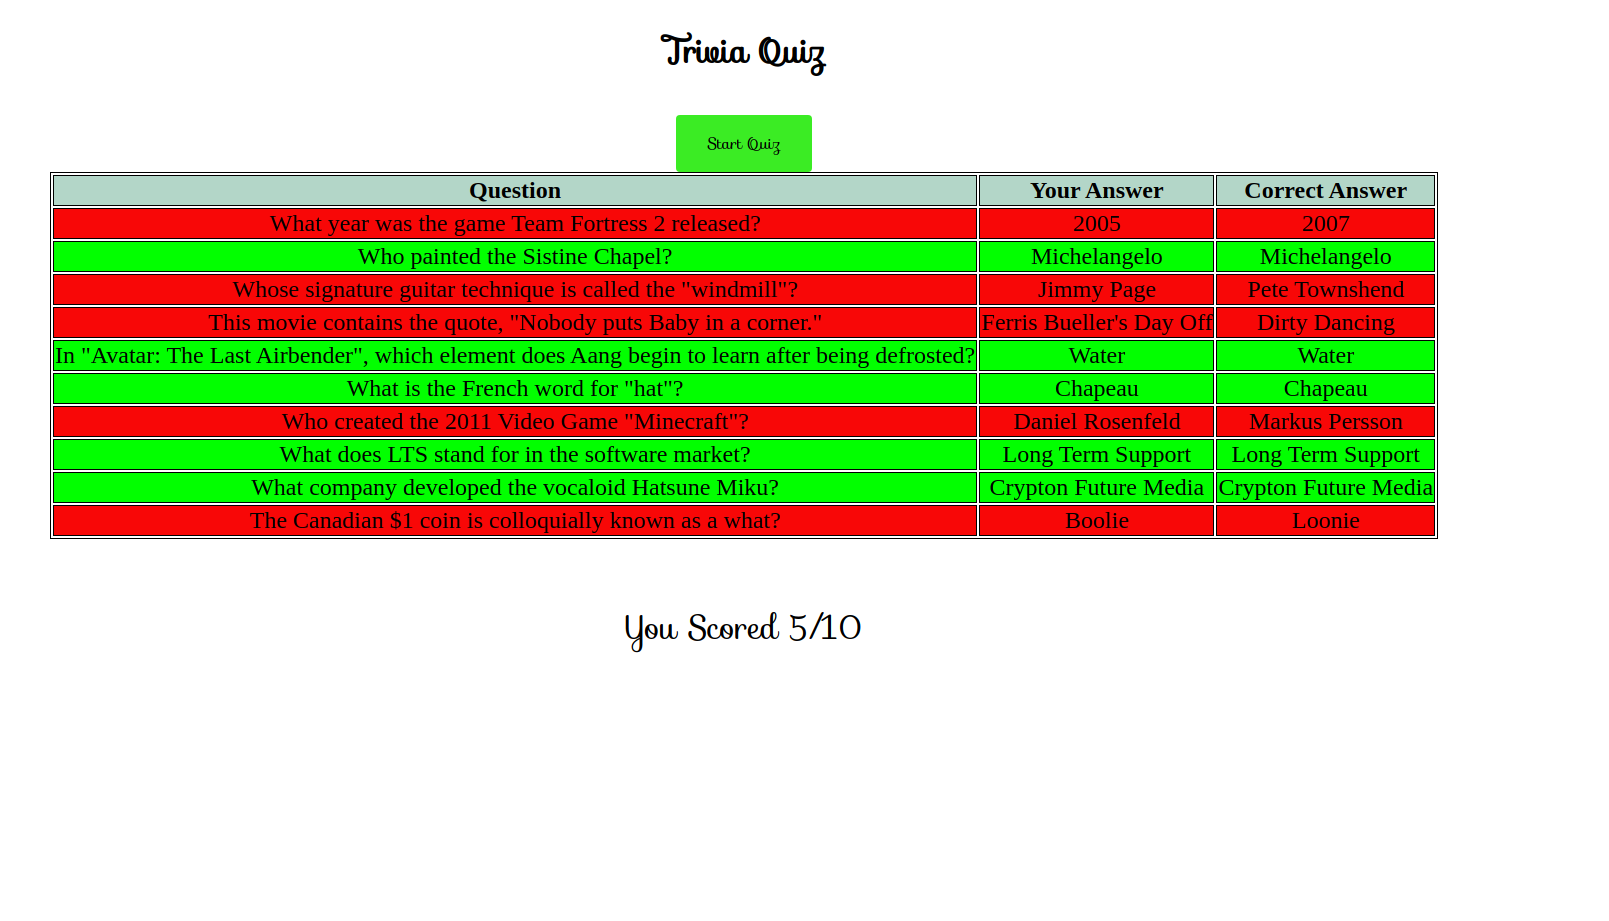 Trivia Quiz
Start Quiz
Question Your Answer Correct Answer
What year was the game Team Fortress 2 released? 2005 2007
Who painted the Sistine Chapel? Michelangelo Michelangelo
Whose signature guitar technique is called the "windmill"? Jimmy Page Pete Townshend
This movie contains the quote, "Nobody puts Baby in a corner." Ferris Bueller's Day Off Dirty Dancing
In "Avatar: The Last Airbender", which element does Aang begin to learn after being defrosted? Water Water
What is the French word for "hat"? Chapeau Chapeau
Who created the 2011 Video Game "Minecraft"? Daniel Rosenfeld Markus Persson
What does LTS stand for in the software market? Long Term Support Long Term Support
What company developed the vocaloid Hatsune Miku? Crypton Future Media Crypton Future Media
The Canadian $1 coin is colloquially known as a what? Boolie Loonie
You Scored 5/10